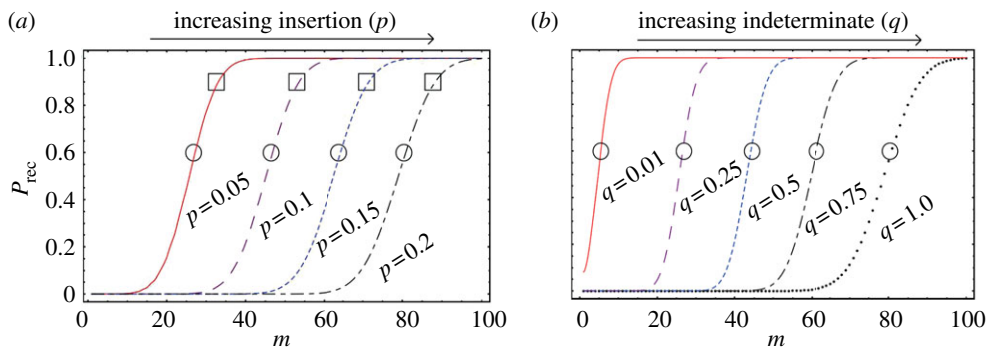 (a) increasing insertion (p)
1.0
0.8
0.6
0.4
0.2
0
P_rec
p=0.05
p=0.1
p=0.15
p=0.2
0 20 40 60 80 100
m
(b) increasing indeterminate (q)
q=0.01
q=0.25
q=0.5
q=0.75
q=1.0
0 20 40 60 80 100
m